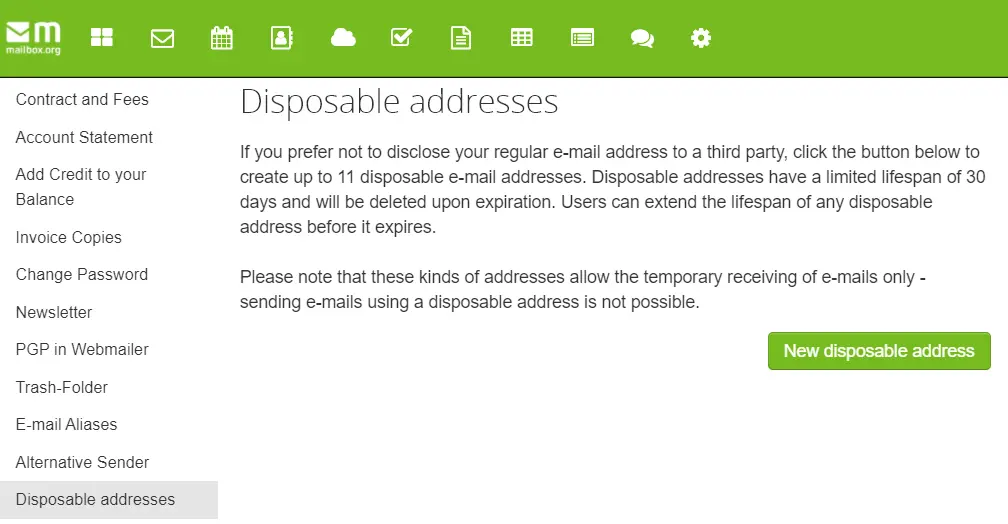 m
mailbox.org
Contract and Fees
Account Statement
Add Credit to your
Balance
Invoice Copies
Change Password
Newsletter
PGP in Webmailer
Trash-Folder
E-mail Aliases
Alternative Sender
Disposable addresses
Disposable addresses
If you prefer not to disclose your regular e-mail address to a third party, click the button below to
create up to 11 disposable e-mail addresses. Disposable addresses have a limited lifespan of 30
days and will be deleted upon expiration. Users can extend the lifespan of any disposable
address before it expires.
Please note that these kinds of addresses allow the temporary receiving of e-mails only -
sending e-mails using a disposable address is not possible.
New disposable address